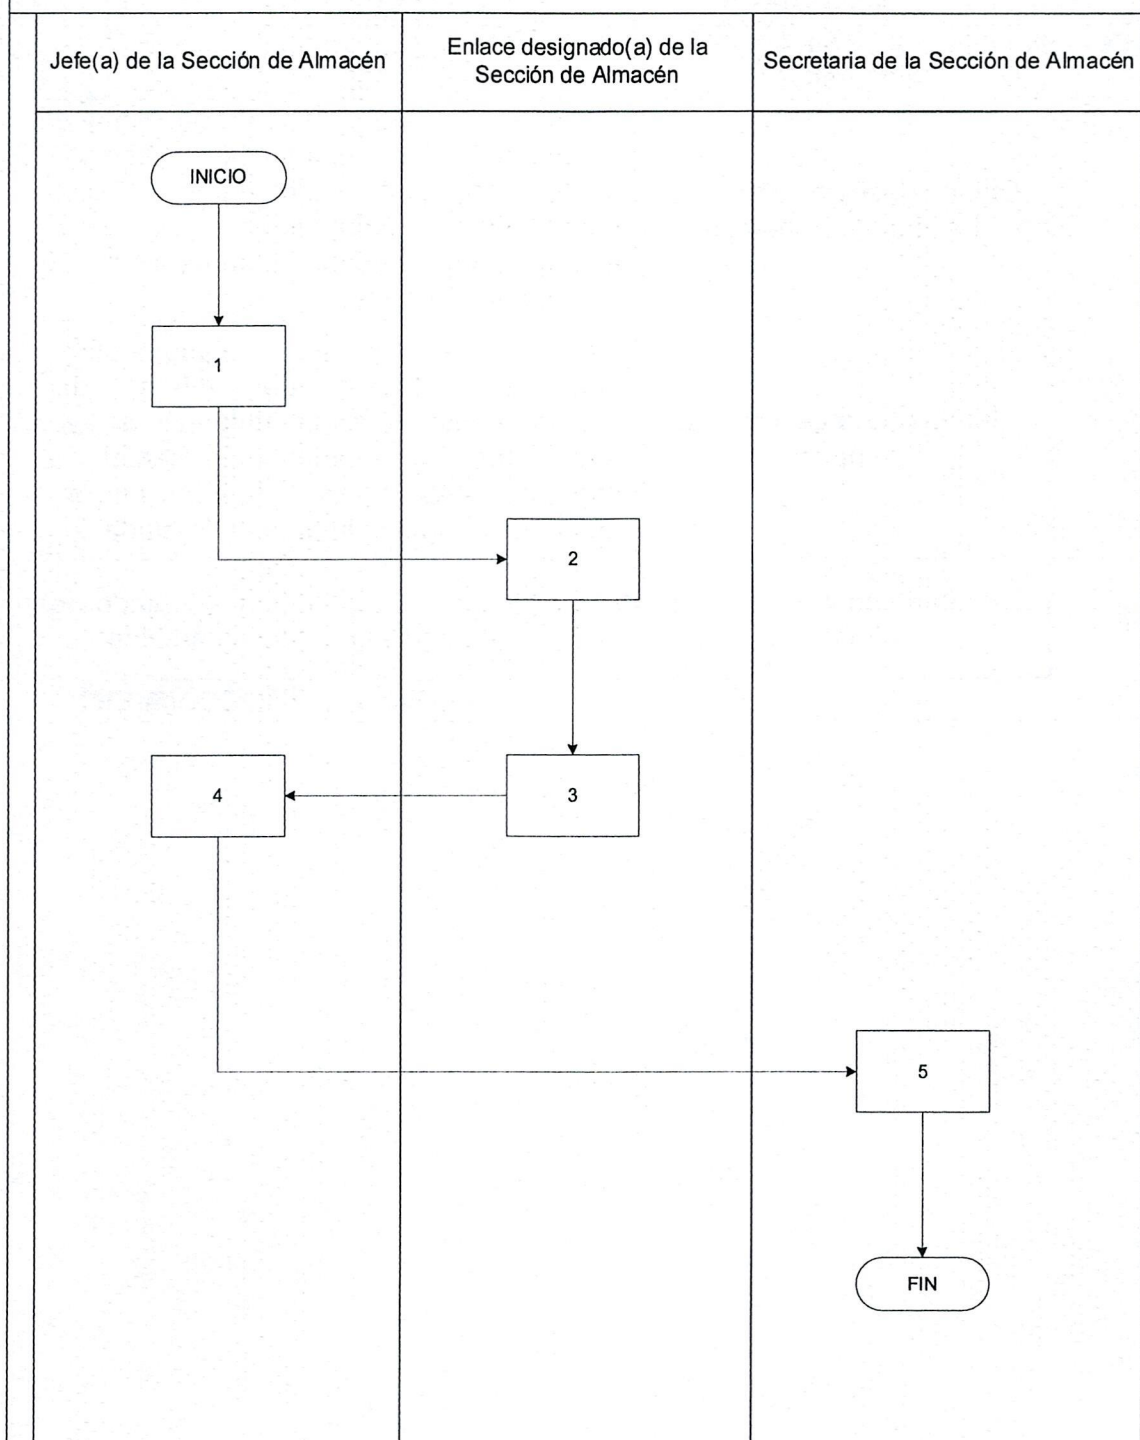 Jefe(a) de la Sección de Almacén
Enlace designado(a) de la
Sección de Almacén
Secretaria de la Sección de Almacén
INICIO
1
2
3
4
5
FIN